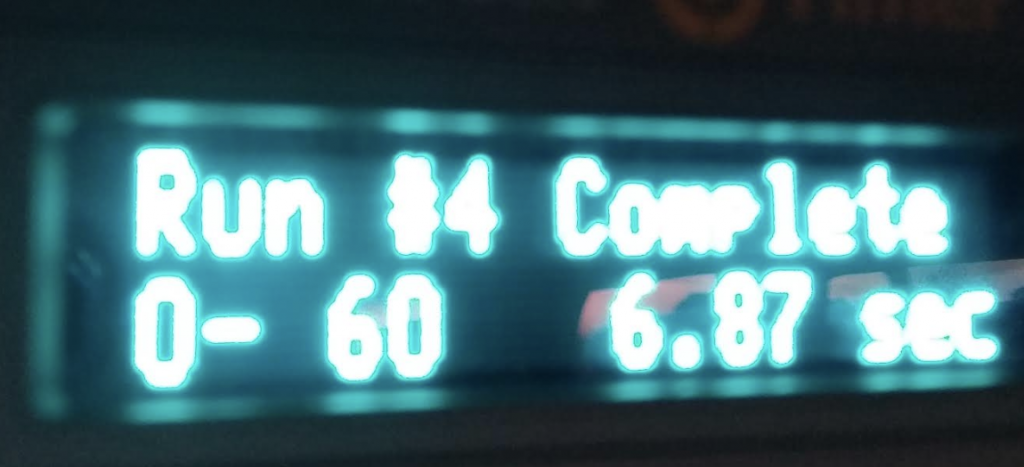 Run #4 Complete
0- 60 6.87 sec